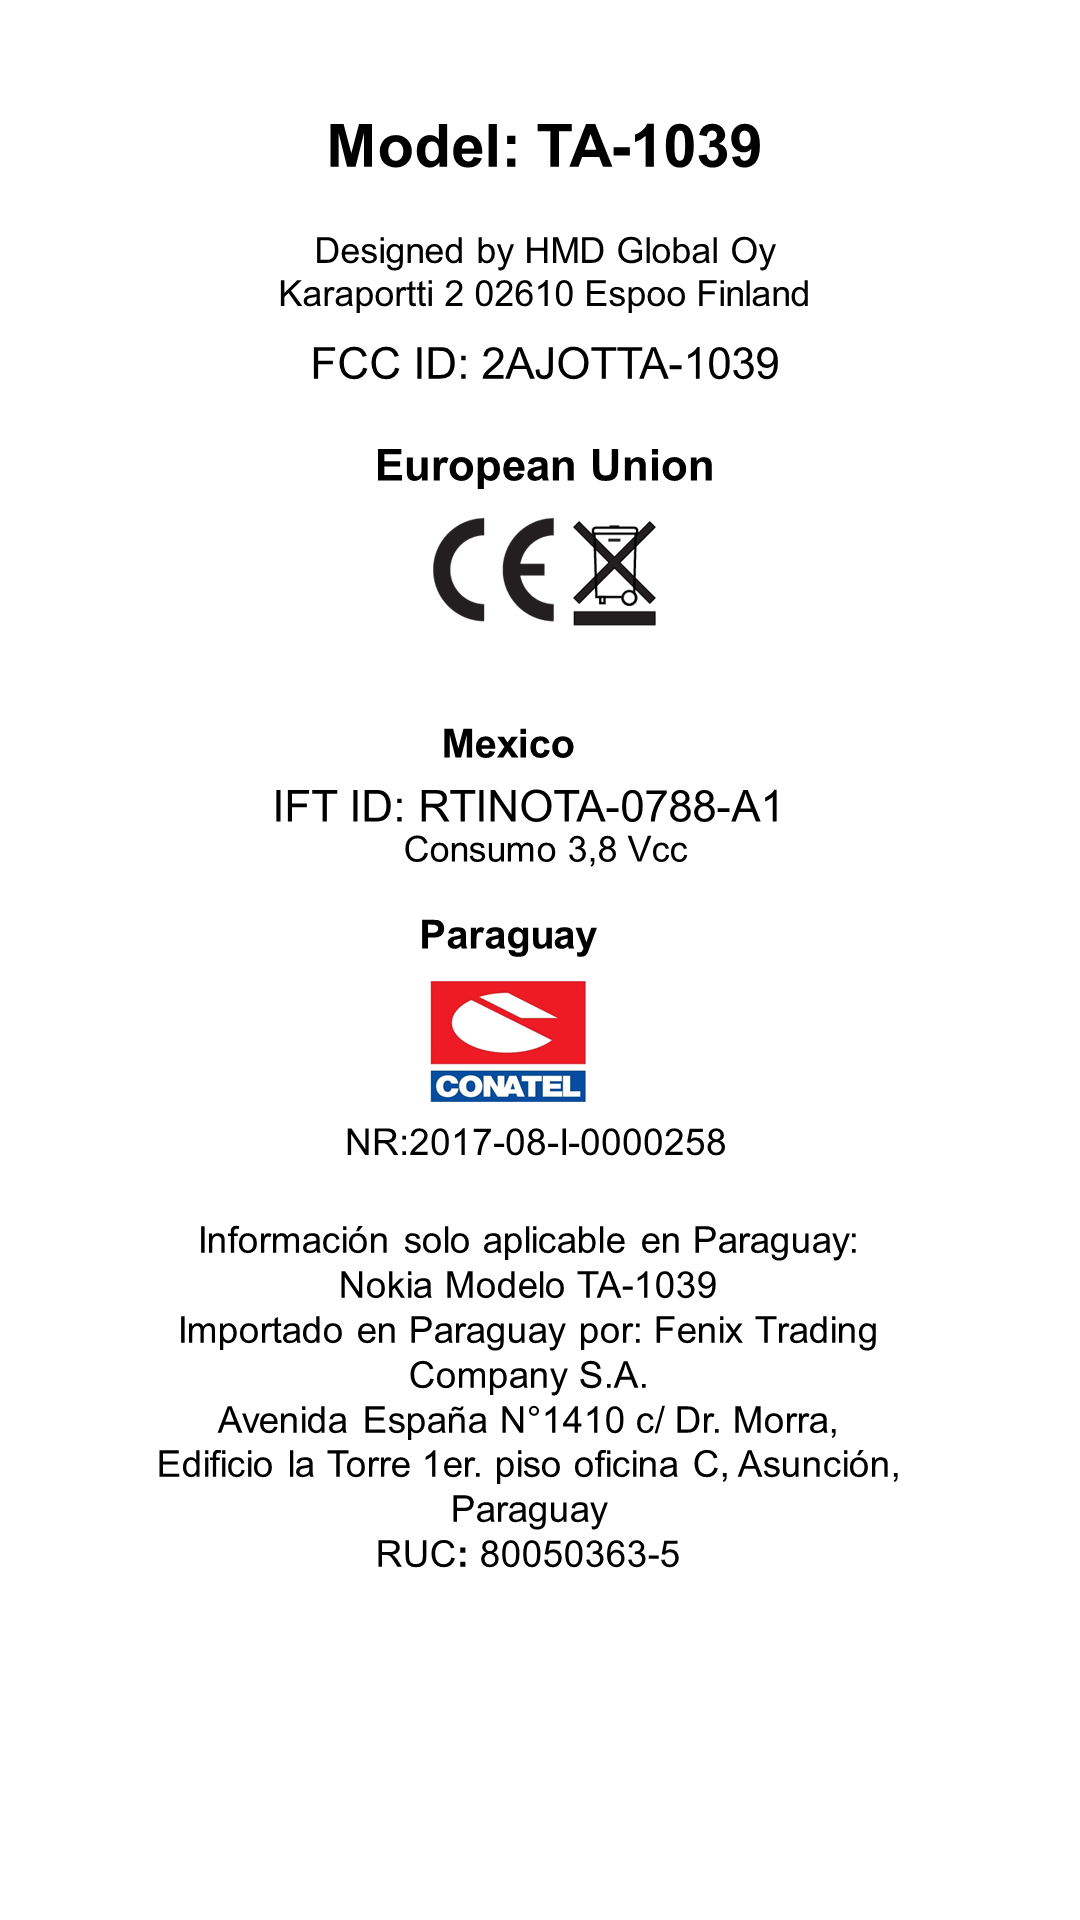 Model: TA-1039
Designed by HMD Global Oy
Karaportti 2 02610 Espoo Finland
FCC ID: 2AJOTTA-1039
European Union
CE
Mexico
IFT ID: RTINOTA-0788-A1
Consumo 3,8 Vcc
Paraguay
CONATEL
NR:2017-08-I-0000258
Información solo aplicable en Paraguay:
Nokia Modelo TA-1039
Importado en Paraguay por: Fenix Trading
Company S.A.
Avenida España N°1410 c/ Dr. Morra,
Edificio la Torre 1er. piso oficina C, Asunción,
Paraguay
RUC: 80050363-5